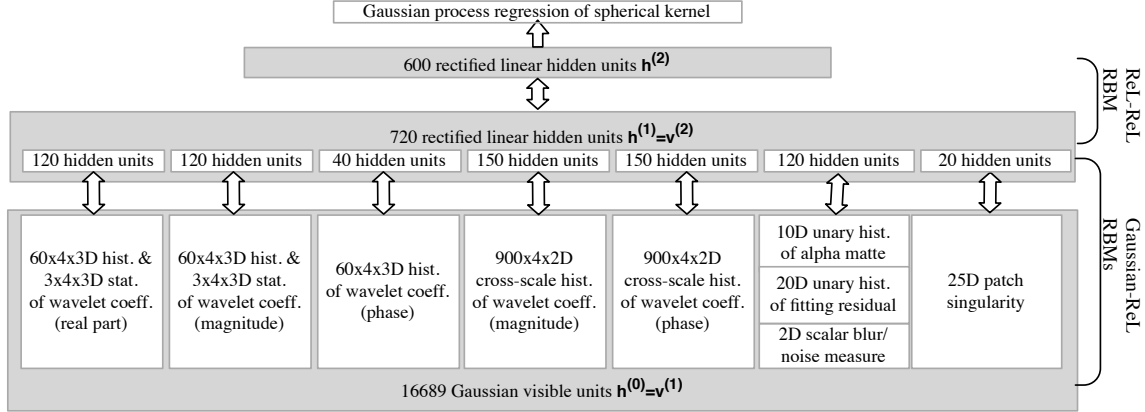 Gaussian process regression of spherical kernel
600 rectified linear hidden units h(2)
ReL-ReL
RBM
720 rectified linear hidden units h(1)=v(2)
120 hidden units
120 hidden units
40 hidden units
150 hidden units
150 hidden units
120 hidden units
20 hidden units
Gaussian-ReL
RBMs
60x4x3D hist. &
3x4x3D stat.
of wavelet coeff.
(real part)
60x4x3D hist. &
3x4x3D stat.
of wavelet coeff.
(magnitude)
60x4x3D hist.
of wavelet coeff.
(phase)
900x4x2D
cross-scale hist.
of wavelet coeff.
(magnitude)
900x4x2D
cross-scale hist.
of wavelet coeff.
(phase)
10D unary hist.
of alpha matte
20D unary hist.
of fitting residual
2D scalar blur/
noise measure
25D patch
singularity
16689 Gaussian visible units h(0)=v(1)